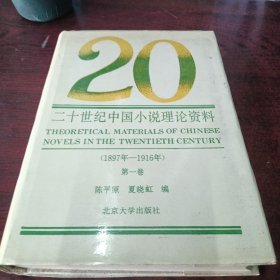 20
二十世纪中国小说理论资料
THEORETICAL MATERIALS OF CHINESE
NOVELS IN THE TWENTIETH CENTURY
(1897年—1916年)
第一卷
陈平原 夏晓虹 编
北京大学出版社